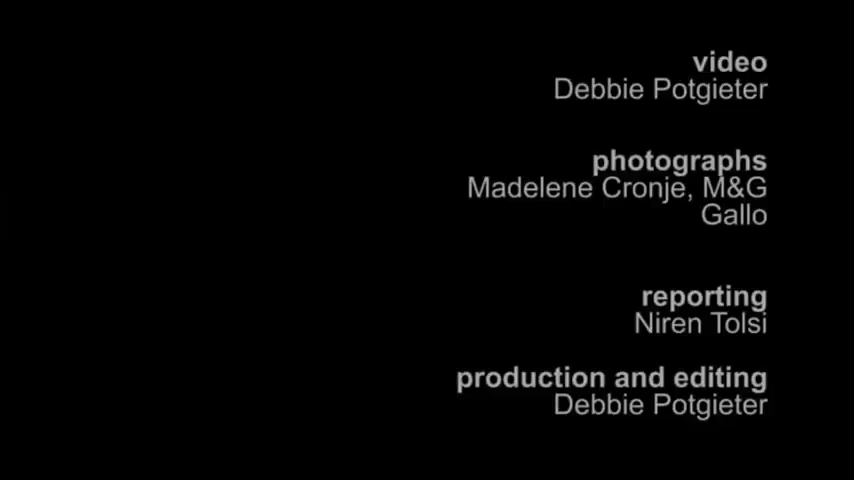 video
Debbie Potgieter
photographs
Madelene Cronje, M&G
Gallo
reporting
Niren Tolsi
production and editing
Debbie Potgieter